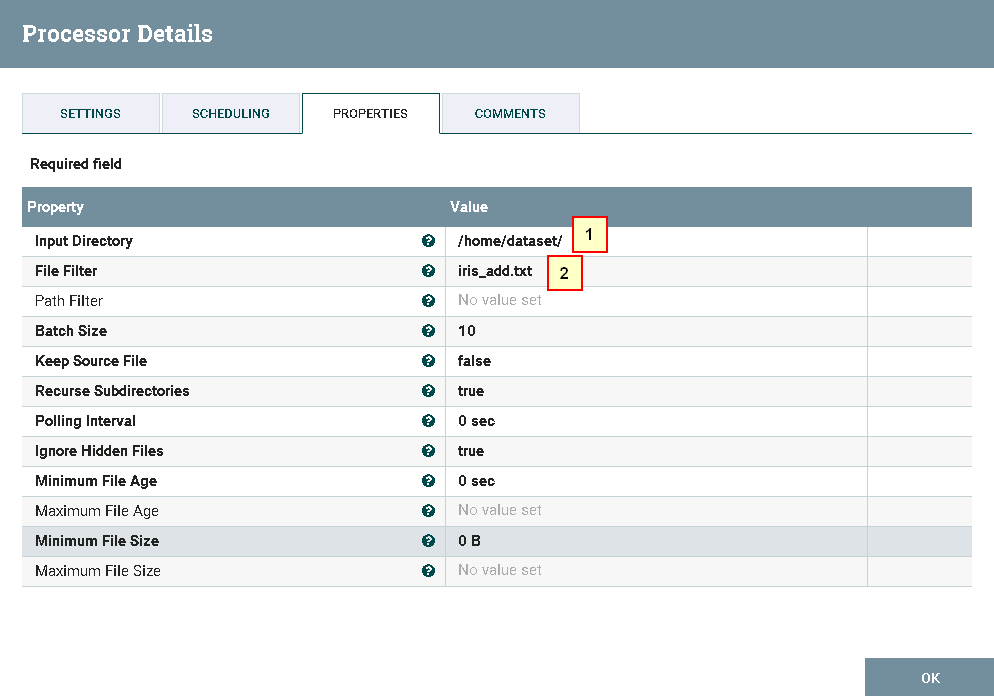 Processor Details
SETTINGS SCHEDULING PROPERTIES COMMENTS
Required field
Property Value
Input Directory ? /home/dataset/ 1
File Filter ? iris_add.txt 2
Path Filter ? No value set
Batch Size ? 10
Keep Source File ? false
Recurse Subdirectories ? true
Polling Interval ? 0 sec
Ignore Hidden Files ? true
Minimum File Age ? 0 sec
Maximum File Age ? No value set
Minimum File Size ? 0 B
Maximum File Size ? No value set
OK